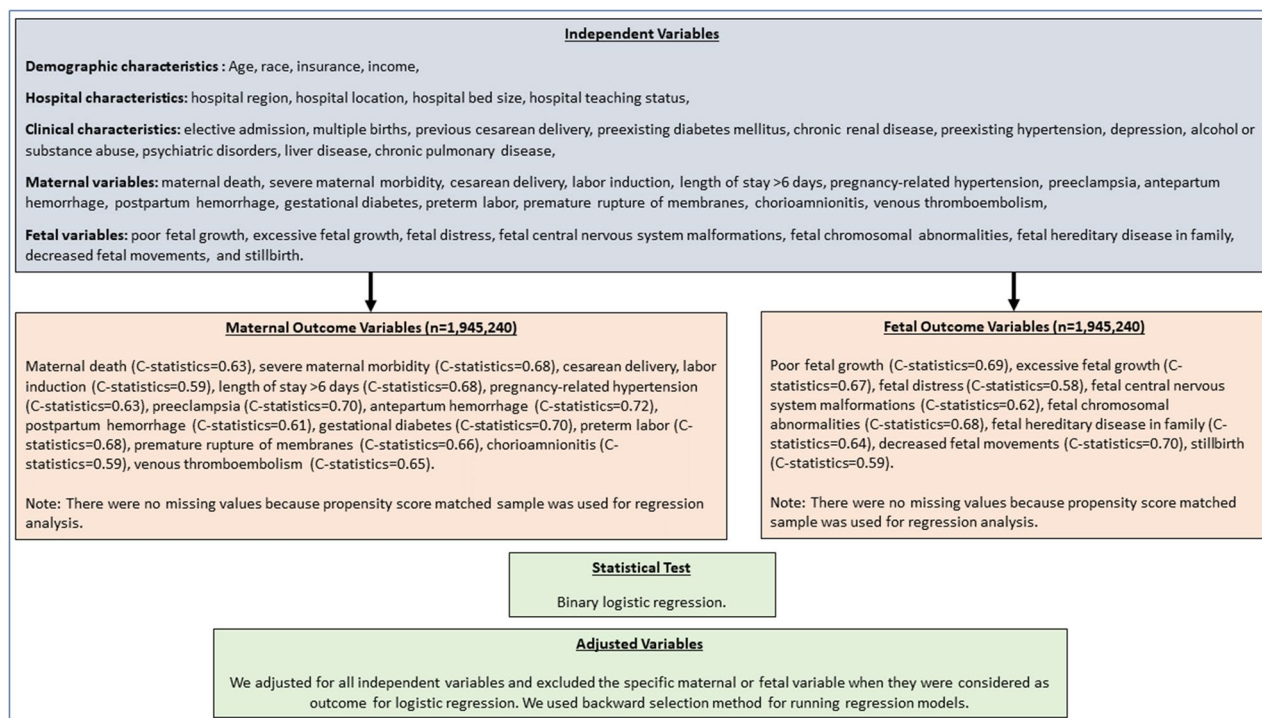 Independent Variables
Demographic characteristics : Age, race, insurance, income,
Hospital characteristics: hospital region, hospital location, hospital bed size, hospital teaching status,
Clinical characteristics: elective admission, multiple births, previous cesarean delivery, preexisting diabetes mellitus, chronic renal disease, preexisting hypertension, depression, alcohol or
substance abuse, psychiatric disorders, liver disease, chronic pulmonary disease,
Maternal variables: maternal death, severe maternal morbidity, cesarean delivery, labor induction, length of stay >6 days, pregnancy-related hypertension, preeclampsia, antepartum
hemorrhage, postpartum hemorrhage, gestational diabetes, preterm labor, premature rupture of membranes, chorioamnionitis, venous thromboembolism,
Fetal variables: poor fetal growth, excessive fetal growth, fetal distress, fetal central nervous system malformations, fetal chromosomal abnormalities, fetal hereditary disease in family,
decreased fetal movements, and stillbirth.
Maternal Outcome Variables (n=1,945,240)
Maternal death (C-statistics=0.63), severe maternal morbidity (C-statistics=0.68), cesarean delivery, labor
induction (C-statistics=0.59), length of stay >6 days (C-statistics=0.68), pregnancy-related hypertension
(C-statistics=0.63), preeclampsia (C-statistics=0.70), antepartum hemorrhage (C-statistics=0.72),
postpartum hemorrhage (C-statistics=0.61), gestational diabetes (C-statistics=0.70), preterm labor (C-
statistics=0.68), premature rupture of membranes (C-statistics=0.66), chorioamnionitis (C-
statistics=0.59), venous thromboembolism (C-statistics=0.65).
Note: There were no missing values because propensity score matched sample was used for regression
analysis.
Fetal Outcome Variables (n=1,945,240)
Poor fetal growth (C-statistics=0.69), excessive fetal growth (C-
statistics=0.67), fetal distress (C-statistics=0.58), fetal central nervous
system malformations (C-statistics=0.62), fetal chromosomal
abnormalities (C-statistics=0.68), fetal hereditary disease in family (C-
statistics=0.64), decreased fetal movements (C-statistics=0.70), stillbirth
(C-statistics=0.59).
Note: There were no missing values because propensity score matched
sample was used for regression analysis.
Statistical Test
Binary logistic regression.
Adjusted Variables
We adjusted for all independent variables and excluded the specific maternal or fetal variable when they were considered as
outcome for logistic regression. We used backward selection method for running regression models.